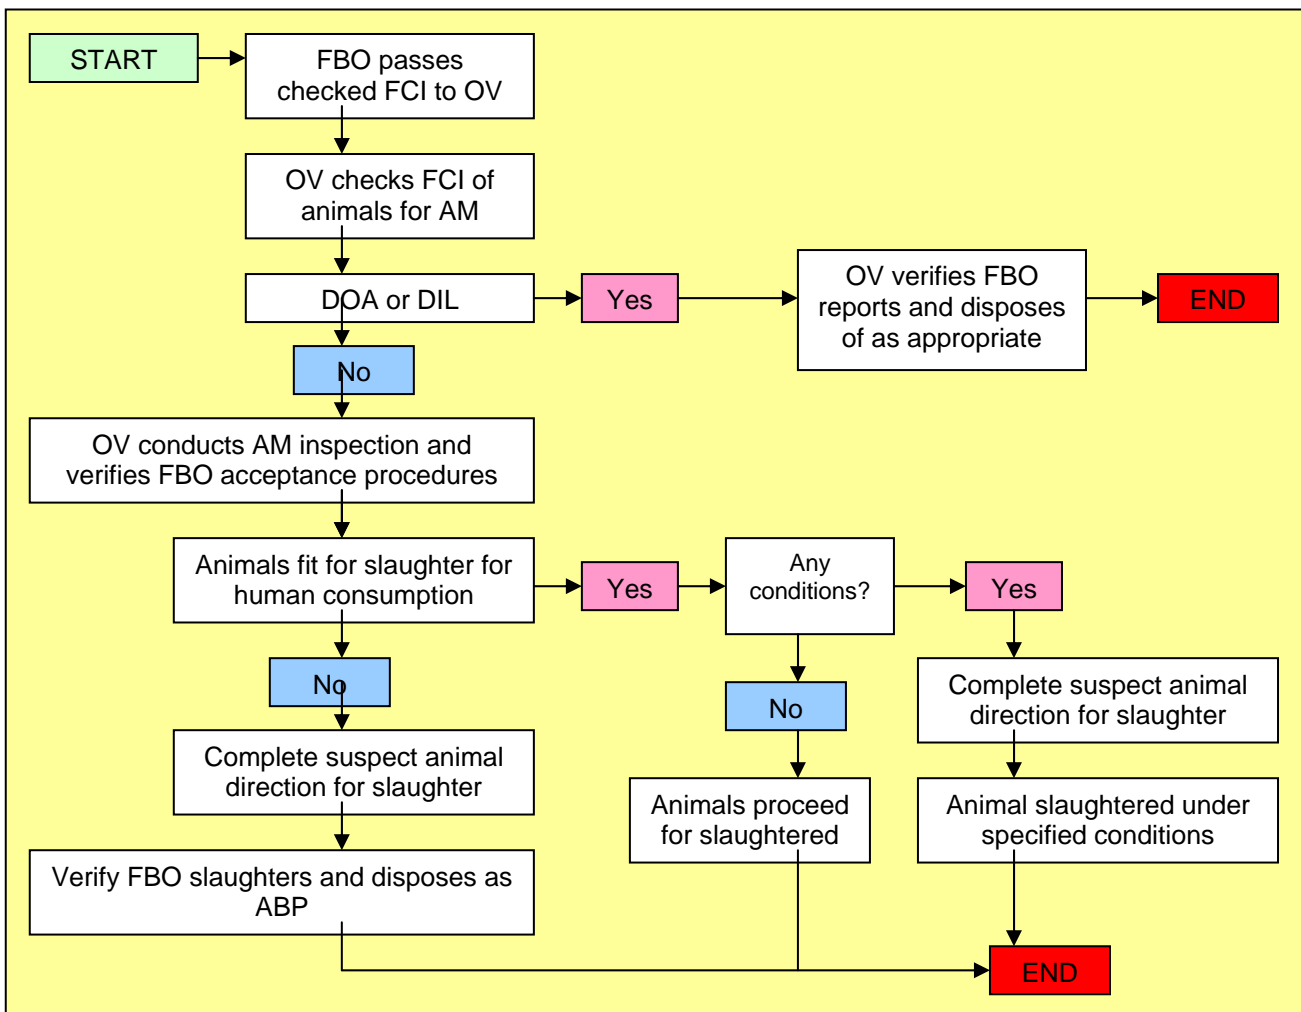 START
FBO passes
checked FCI to OV
OV checks FCI of
animals for AM
DOA or DIL
Yes
OV verifies FBO
reports and disposes
of as appropriate
END
No
OV conducts AM inspection and
verifies FBO acceptance procedures
Animals fit for slaughter for
human consumption
Yes
Any
conditions?
Yes
No
Complete suspect animal
direction for slaughter
Verify FBO slaughters and disposes as
ABP
No
Animals proceed
for slaughtered
Complete suspect animal
direction for slaughter
Animal slaughtered under
specified conditions
END